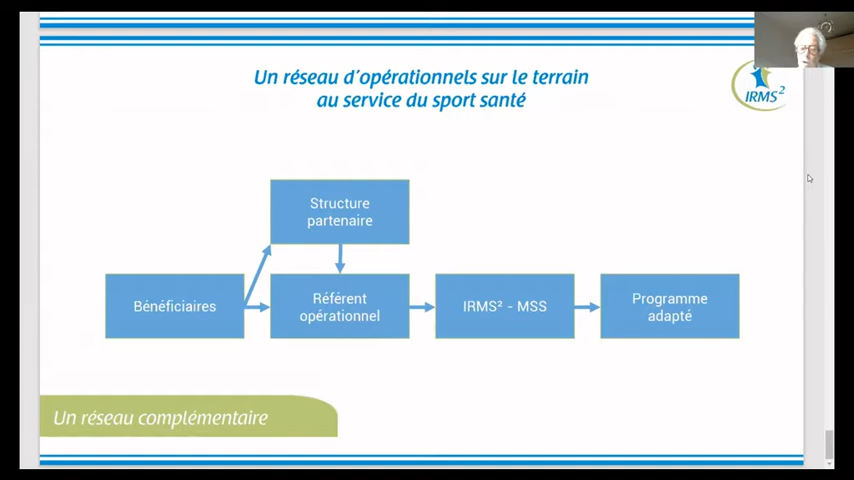 Un réseau d'opérationnels sur le terrain
au service du sport santé
IRMS²
Structure
partenaire
Bénéficiaires
Référent
opérationnel
IRMS² - MSS
Programme
adapté
Un réseau complémentaire